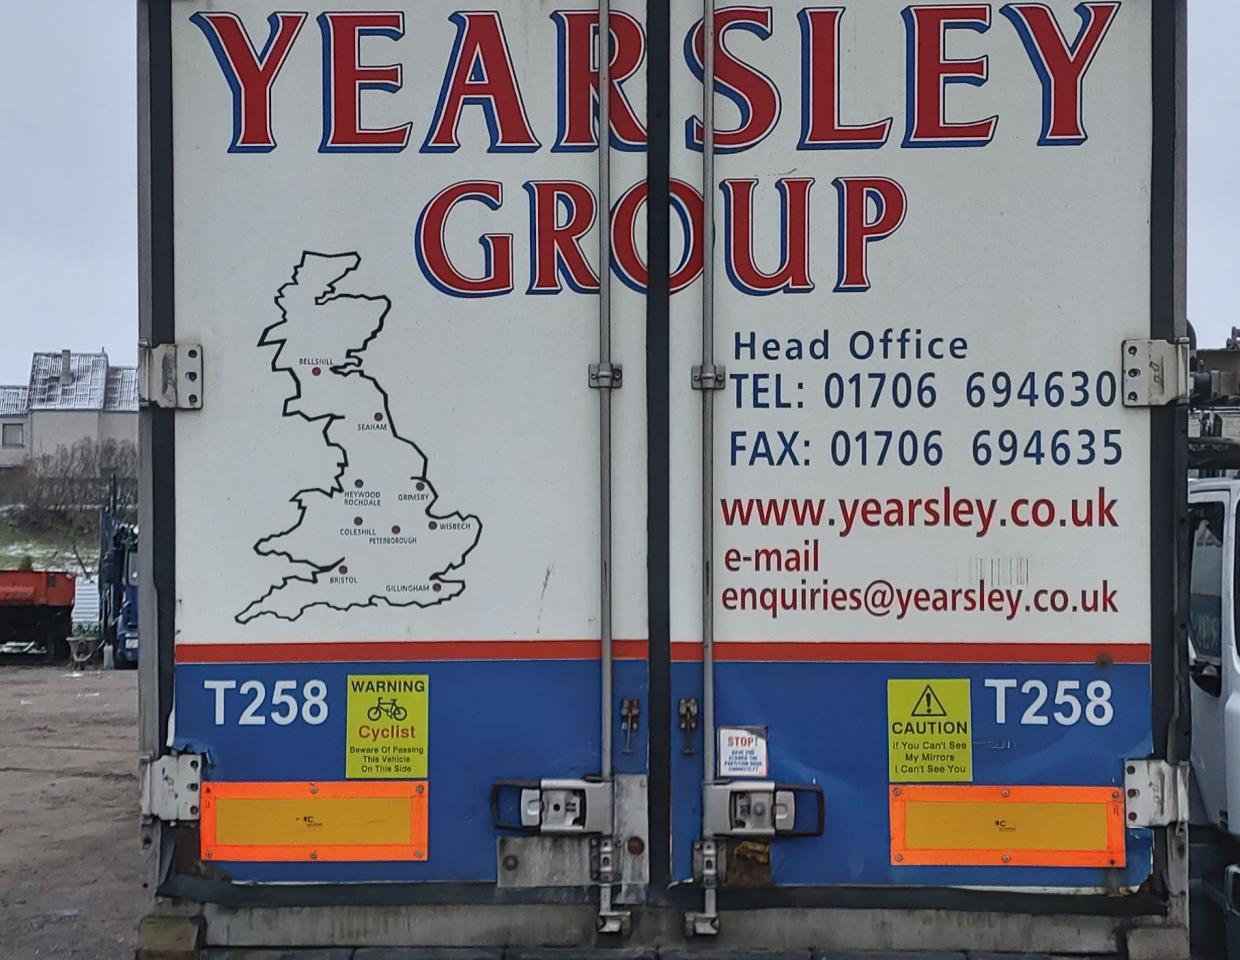 YEARSLEY
GROUP
Head Office
TEL: 01706 694630
FAX: 01706 694635
www.yearsley.co.uk
e-mail
enquiries@yearsley.co.uk
BELLSHILL
SEAHAM
HEYWOOD
ROCHDALE
GRIMSBY
COLESHILL
PETERBOROUGH
WISBECH
BRISTOL
GILLINGHAM
T258
WARNING
Cyclist
Beware Of Passing
This Vehicle
On This Side
STOP!
CAUTION
If You Can't See
My Mirrors
I Can't See You
T258